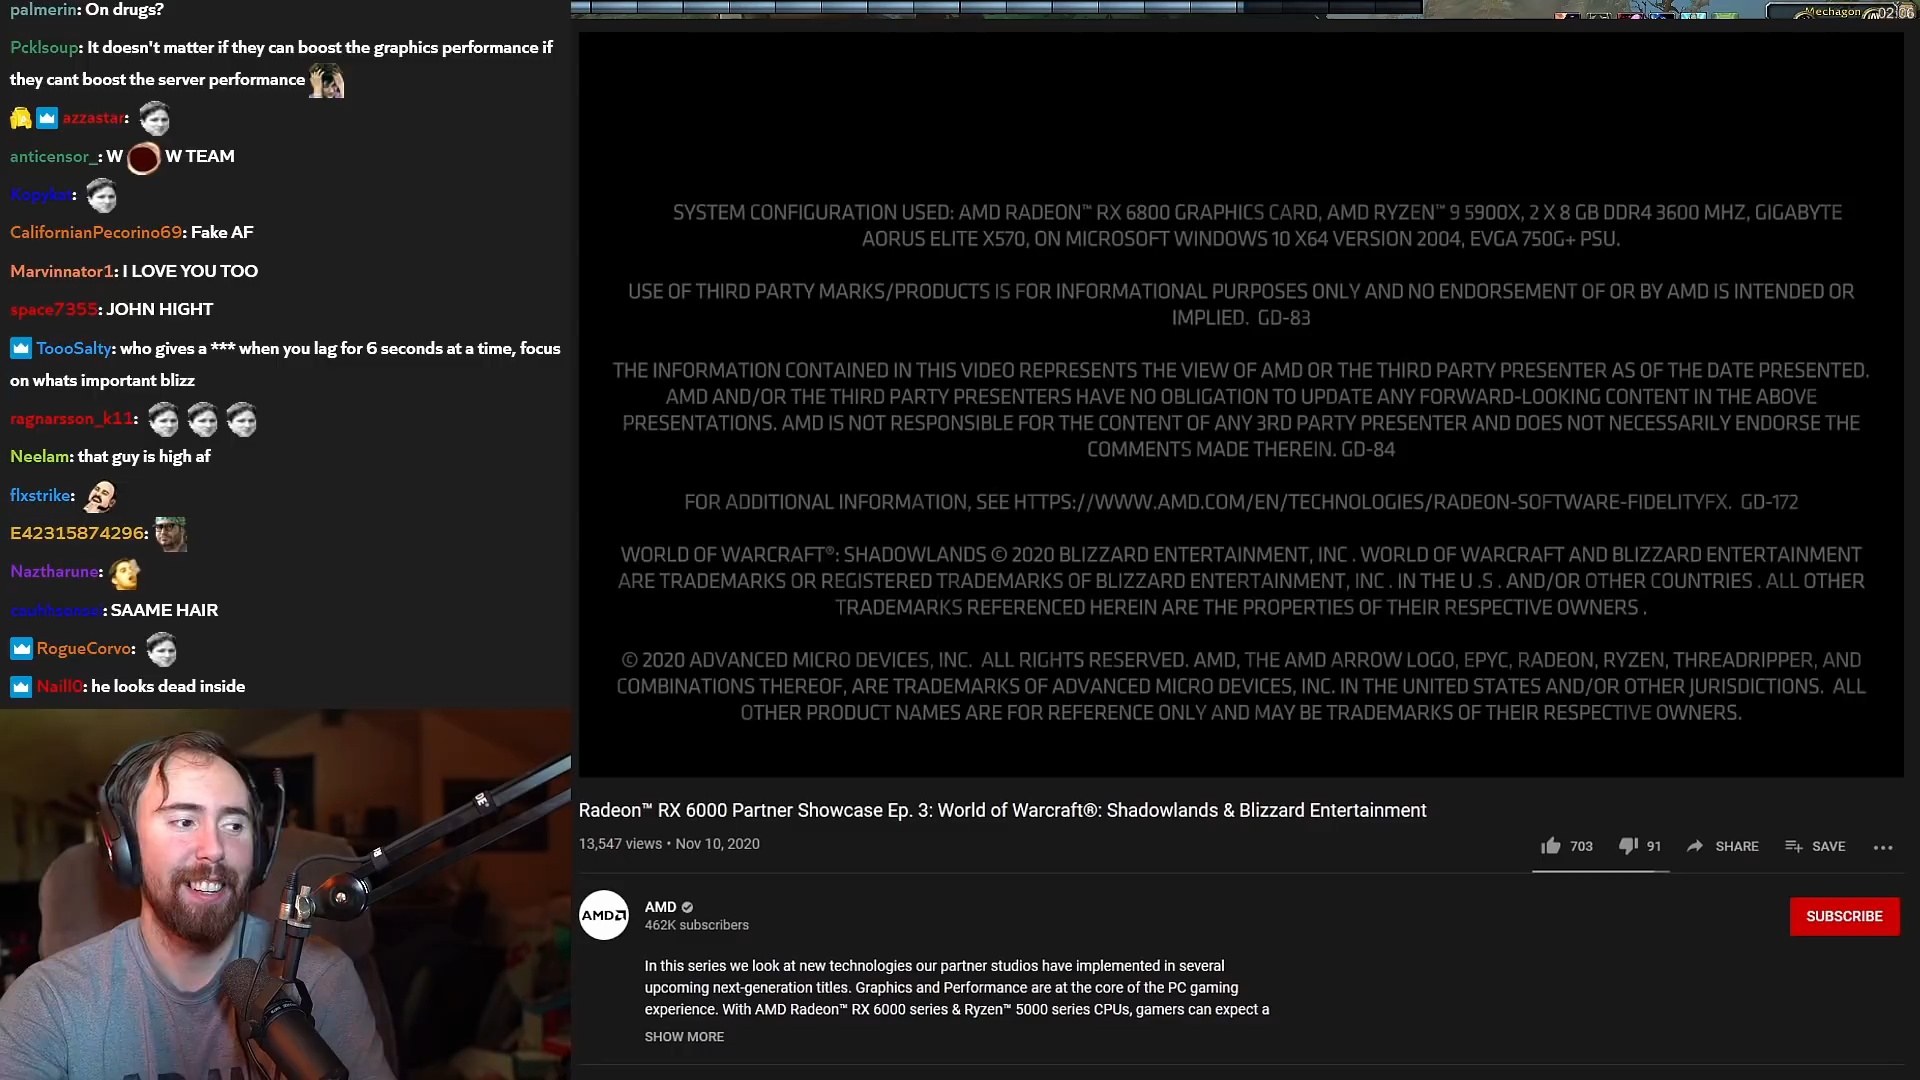 palmerin: On drugs?
Pcklsoup: It doesn't matter if they can boost the graphics performance if
they cant boost the server performance
azzastar:
anticensor_: W W TEAM
Kopykat:
CalifornianPecorino69: Fake AF
Marvinnator1: I LOVE YOU TOO
space7355: JOHN HIGHT
ToooSalty: who gives a *** when you lag for 6 seconds at a time, focus
on whats important blizz
ragnarsson_k11:
Neelam: that guy is high af
flxstrike:
E42315874296:
Naztharune:
: SAAME HAIR
RogueCorvo:
Naill0: he looks dead inside
Mechagon 02:06
SYSTEM CONFIGURATION USED: AMD RADEON™ RX 6800 GRAPHICS CARD, AMD RYZEN™ 9 5900X, 2 X 8 GB DDR4 3600 MHZ, GIGABYTE
AORUS ELITE X570, ON MICROSOFT WINDOWS 10 X64 VERSION 2004, EVGA 750G+ PSU.
USE OF THIRD PARTY MARKS/PRODUCTS IS FOR INFORMATIONAL PURPOSES ONLY AND NO ENDORSEMENT OF OR BY AMD IS INTENDED OR
IMPLIED. GD-83
THE INFORMATION CONTAINED IN THIS VIDEO REPRESENTS THE VIEW OF AMD OR THE THIRD PARTY PRESENTER AS OF THE DATE PRESENTED.
AMD AND/OR THE THIRD PARTY PRESENTERS HAVE NO OBLIGATION TO UPDATE ANY FORWARD-LOOKING CONTENT IN THE ABOVE
PRESENTATIONS. AMD IS NOT RESPONSIBLE FOR THE CONTENT OF ANY 3RD PARTY PRESENTER AND DOES NOT NECESSARILY ENDORSE THE
COMMENTS MADE THEREIN. GD-84
FOR ADDITIONAL INFORMATION, SEE HTTPS://WWW.AMD.COM/EN/TECHNOLOGIES/RADEON-SOFTWARE-FIDELITYFX. GD-172
WORLD OF WARCRAFT®: SHADOWLANDS © 2020 BLIZZARD ENTERTAINMENT, INC . WORLD OF WARCRAFT AND BLIZZARD ENTERTAINMENT
ARE TRADEMARKS OR REGISTERED TRADEMARKS OF BLIZZARD ENTERTAINMENT, INC . IN THE U .S . AND/OR OTHER COUNTRIES . ALL OTHER
TRADEMARKS REFERENCED HEREIN ARE THE PROPERTIES OF THEIR RESPECTIVE OWNERS .
© 2020 ADVANCED MICRO DEVICES, INC. ALL RIGHTS RESERVED. AMD, THE AMD ARROW LOGO, EPYC, RADEON, RYZEN, THREADRIPPER, AND
COMBINATIONS THEREOF, ARE TRADEMARKS OF ADVANCED MICRO DEVICES, INC. IN THE UNITED STATES AND/OR OTHER JURISDICTIONS. ALL
OTHER PRODUCT NAMES ARE FOR REFERENCE ONLY AND MAY BE TRADEMARKS OF THEIR RESPECTIVE OWNERS.
Radeon™ RX 6000 Partner Showcase Ep. 3: World of Warcraft®: Shadowlands & Blizzard Entertainment
13,547 views • Nov 10, 2020
703 91 SHARE SAVE
AMD
AMD
462K subscribers
SUBSCRIBE
In this series we look at new technologies our partner studios have implemented in several
upcoming next-generation titles. Graphics and Performance are at the core of the PC gaming
experience. With AMD Radeon™ RX 6000 series & Ryzen™ 5000 series CPUs, gamers can expect a
SHOW MORE